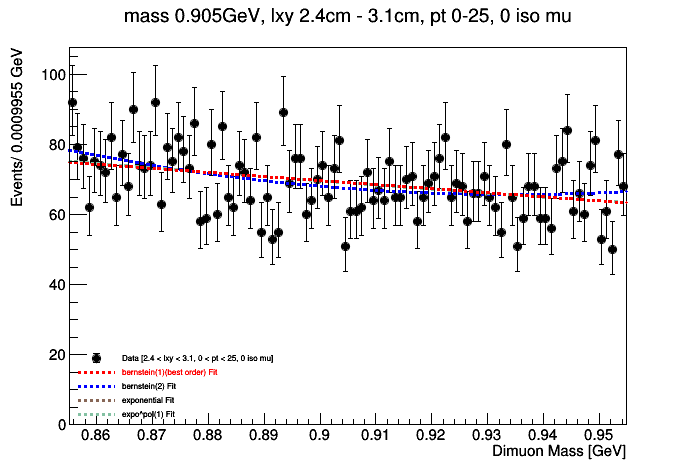 mass 0.905GeV, lxy 2.4cm - 3.1cm, pt 0-25, 0 iso mu
Events/ 0.0009955 GeV
100
80
60
40
20
0
Data [2.4 < lxy < 3.1, 0 < pt < 25, 0 iso mu]
bernstein(1)(best order) Fit
bernstein(2) Fit
exponential Fit
expo*pol(1) Fit
0.86 0.87 0.88 0.89 0.9 0.91 0.92 0.93 0.94 0.95
Dimuon Mass [GeV]